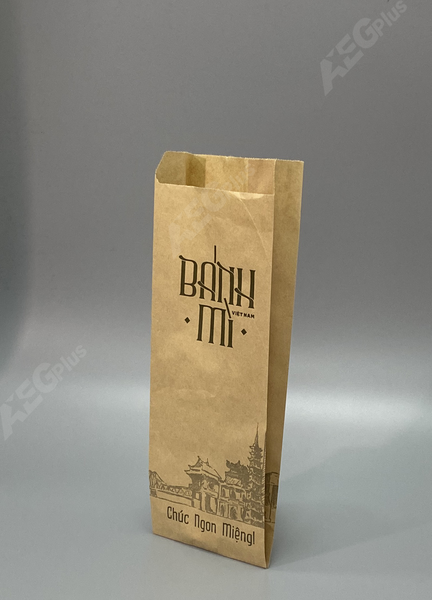 BÁNH
VIỆT NAM
MÌ
Chúc Ngon Miệng!
AEGplus
AEGplus
AEGplus